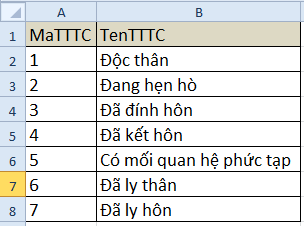 A B
1 MaTTTC TenTTTC
2 1 Độc thân
3 2 Đang hẹn hò
4 3 Đã đính hôn
5 4 Đã kết hôn
6 5 Có mối quan hệ phức tạp
7 6 Đã ly thân
8 7 Đã ly hôn